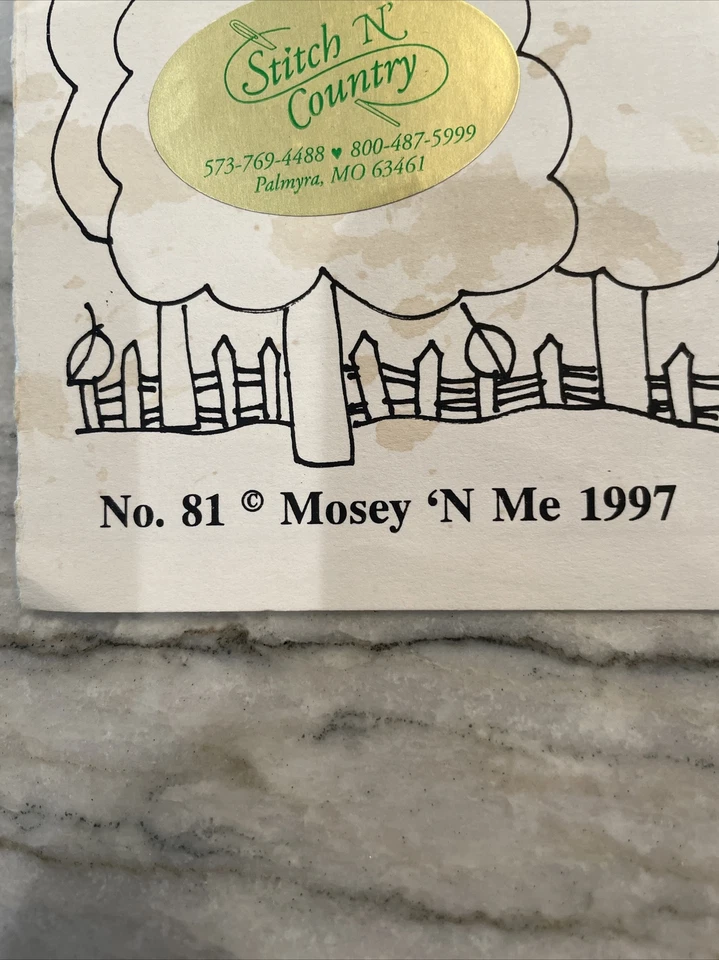 Stitch N'
Country
573-769-4488 ♥ 800-487-5999
Palmyra, MO 63461
No. 81 © Mosey ‘N Me 1997